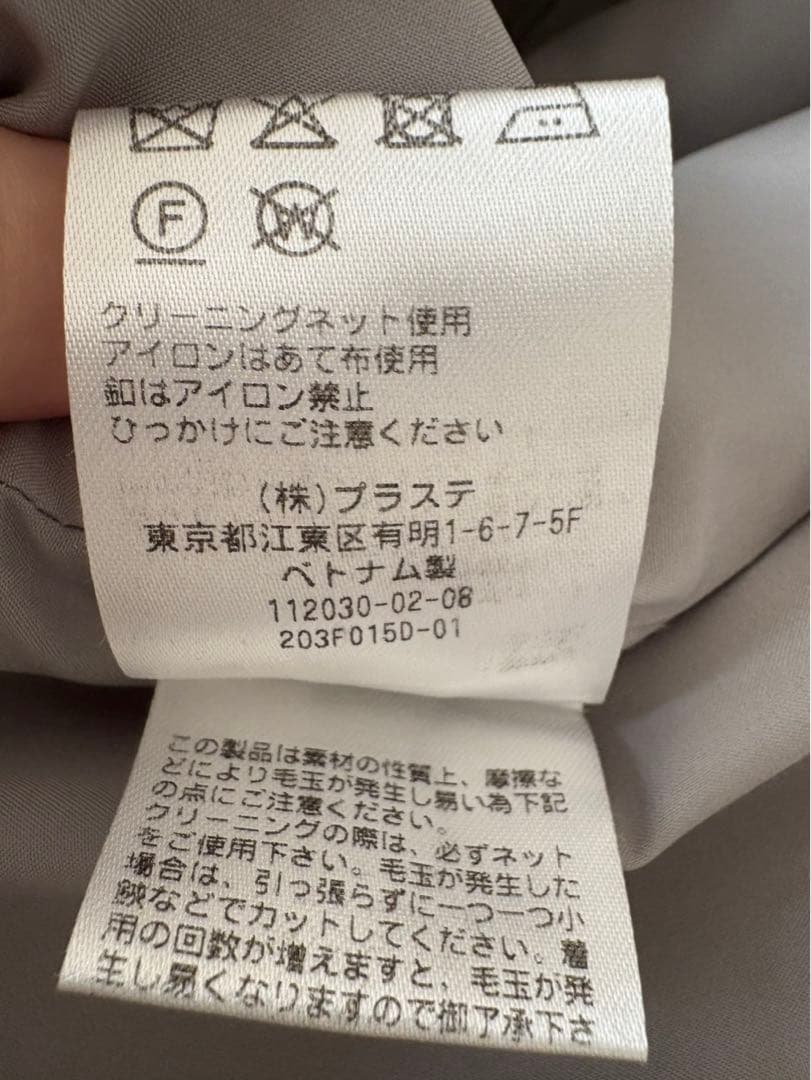 F W
クリーニングネット使用
アイロンはあて布使用
釦はアイロン禁止
ひっかけにご注意ください
(株)プラステ
東京都江東区有明1-6-7-5F
ベトナム製
112030-02-08
203F015D-01
この製品は素材の性質上、摩擦な
どにより毛玉が発生し易い為下記
の点にご注意ください。
クリーニングの際は、必ずネット
をご使用下さい。毛玉が発生した
場合は、引っ張らずに一つ一つ小
鋏などでカットしてください。着
用の回数が増えますと、毛玉が発
生し易くなりますので御了承下さ